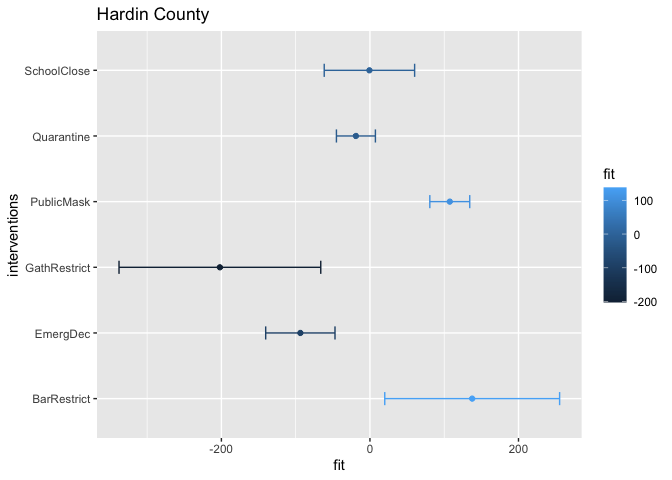 Hardin County
SchoolClose
Quarantine
PublicMask
GathRestrict
EmergDec
BarRestrict
interventions
-200
0
200
fit
fit
100
0
-100
-200